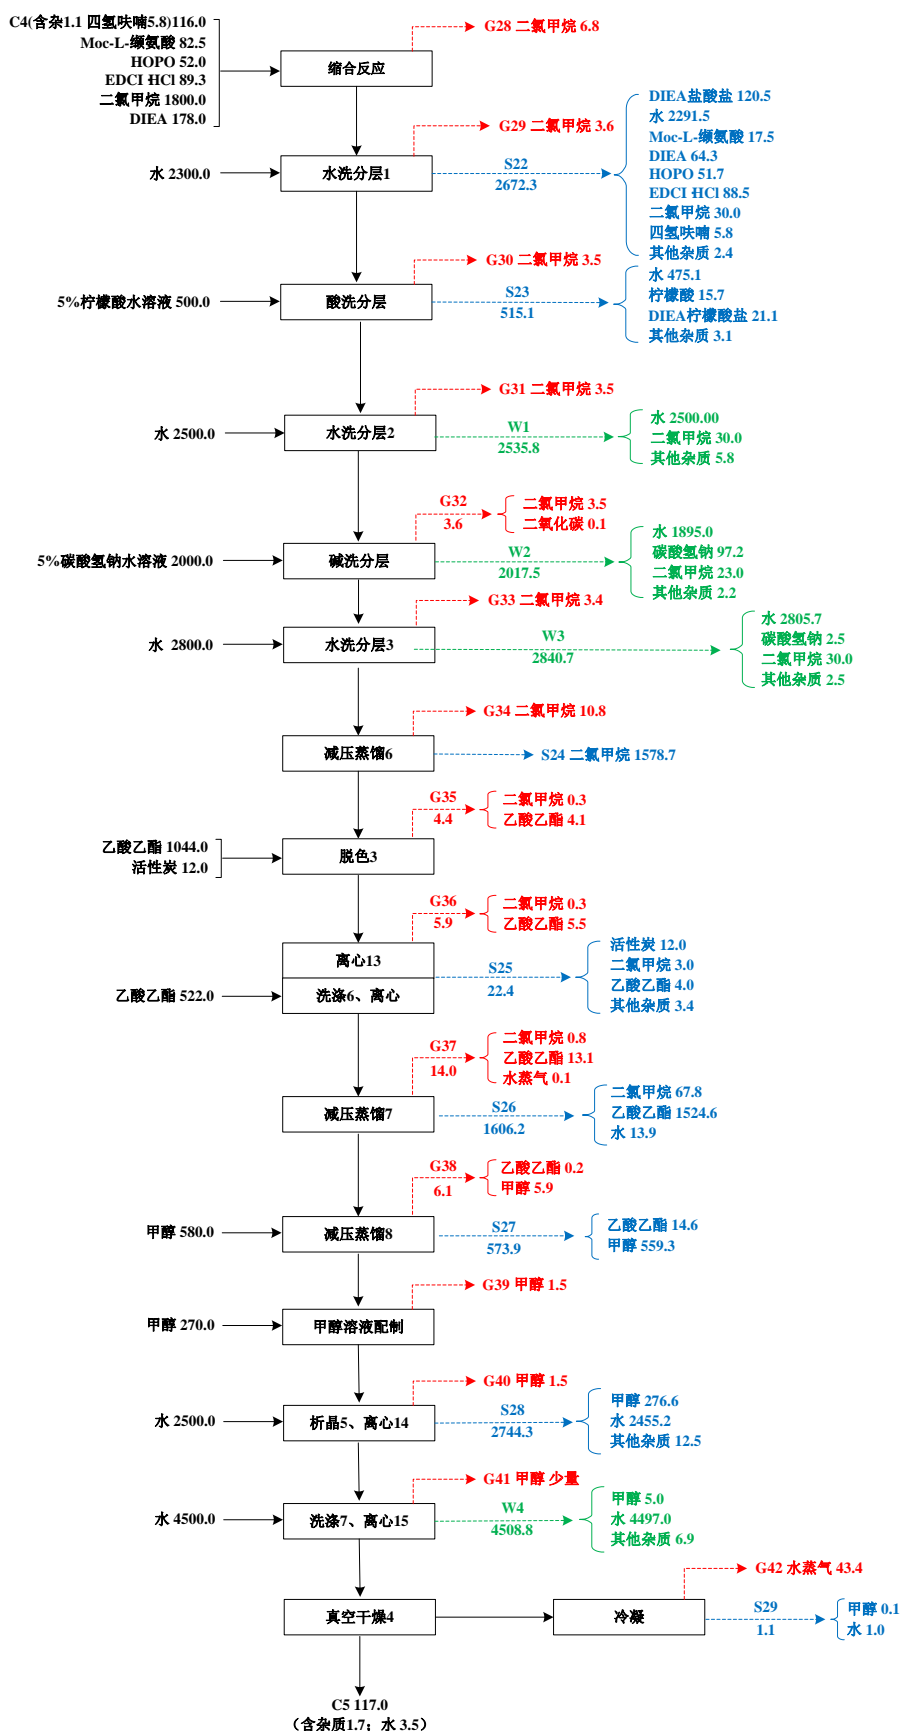 C4(含杂1.1 四氢呋喃5.8)116.0
Moc-L-缬氨酸 82.5
HOPO 52.0
EDCI·HCl 89.3
二氯甲烷 1800.0
DIEA 178.0
缩合反应
G28 二氯甲烷 6.8
G29 二氯甲烷 3.6
水 2300.0
水洗分层1
S22
2672.3
DIEA盐酸盐 120.5
水 2291.5
Moc-L-缬氨酸 17.5
DIEA 64.3
HOPO 51.7
EDCI·HCl 88.5
二氯甲烷 30.0
四氢呋喃 5.8
其他杂质 2.4
G30 二氯甲烷 3.5
5%柠檬酸水溶液 500.0
酸洗分层
S23
515.1
水 475.1
柠檬酸 15.7
DIEA柠檬酸盐 21.1
其他杂质 3.1
G31 二氯甲烷 3.5
水 2500.0
水洗分层2
W1
2535.8
水 2500.00
二氯甲烷 30.0
其他杂质 5.8
G32
3.6
二氯甲烷 3.5
二氧化碳 0.1
5%碳酸氢钠水溶液 2000.0
碱洗分层
W2
2017.5
水 1895.0
碳酸氢钠 97.2
二氯甲烷 23.0
其他杂质 2.2
G33 二氯甲烷 3.4
水 2800.0
水洗分层3
W3
2840.7
水 2805.7
碳酸氢钠 2.5
二氯甲烷 30.0
其他杂质 2.5
G34 二氯甲烷 10.8
减压蒸馏6
S24 二氯甲烷 1578.7
G35
4.4
二氯甲烷 0.3
乙酸乙酯 4.1
乙酸乙酯 1044.0
活性炭 12.0
脱色3
G36
5.9
二氯甲烷 0.3
乙酸乙酯 5.5
离心13
乙酸乙酯 522.0
洗涤6、离心
S25
22.4
活性炭 12.0
二氯甲烷 3.0
乙酸乙酯 4.0
其他杂质 3.4
G37
14.0
二氯甲烷 0.8
乙酸乙酯 13.1
水蒸气 0.1
减压蒸馏7
S26
1606.2
二氯甲烷 67.8
乙酸乙酯 1524.6
水 13.9
G38
6.1
乙酸乙酯 0.2
甲醇 5.9
甲醇 580.0
减压蒸馏8
S27
573.9
乙酸乙酯 14.6
甲醇 559.3
G39 甲醇 1.5
甲醇 270.0
甲醇溶液配制
G40 甲醇 1.5
水 2500.0
析晶5、离心14
S28
2744.3
甲醇 276.6
水 2455.2
其他杂质 12.5
G41 甲醇 少量
水 4500.0
洗涤7、离心15
W4
4508.8
甲醇 5.0
水 4497.0
其他杂质 6.9
G42 水蒸气 43.4
真空干燥4
冷凝
S29
1.1
甲醇 0.1
水 1.0
C5 117.0
（含杂质1.7；水 3.5）